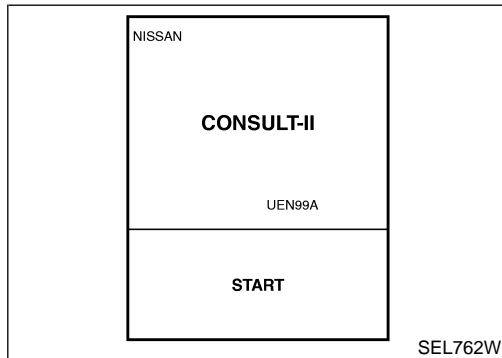 NISSAN
CONSULT-II
UEN99A
START
SEL762W